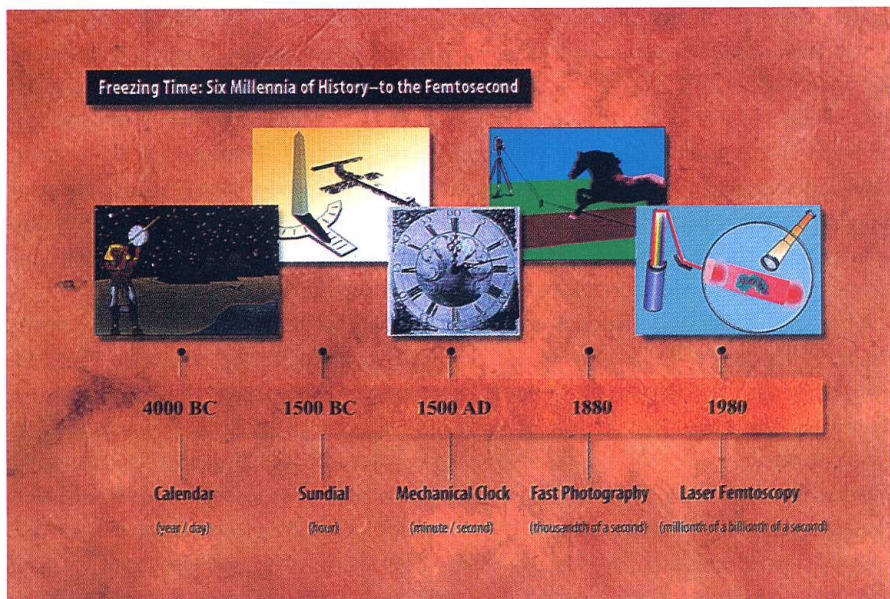 Freezing Time: Six Millennia of History–to the Femtosecond
4000 BC
1500 BC
1500 AD
1880
1980
Calendar
Sundial
Mechanical Clock
Fast Photography
Laser Femtoscopy
(year / day)
(hour)
(minute / second)
(thousandth of a second)
(millionth of a billionth of a second)